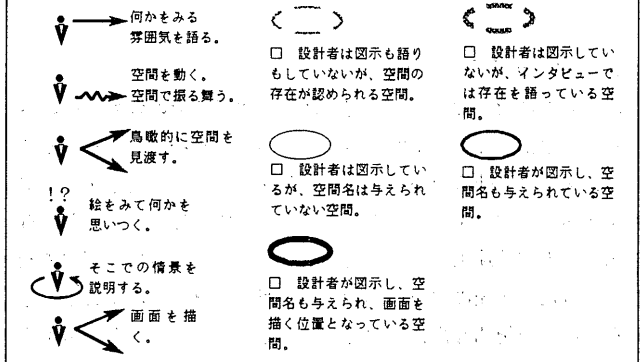 何かをみる
雰囲気を語る。
空間を動く。
空間で振る舞う。
鳥瞰的に空間を
見渡す。
!?
絵をみて何かを
思いつく。
そこでの情景を
説明する。
画面を描
く。
□ 設計者は図示も語り
もしていないが、空間の
存在が認められる空間。
□ 設計者は図示してい
るが、空間名は与えられ
ていない空間。
□ 設計者が図示し、空
間名も与えられ、画面を
描く位置となっている空
間。
□ 設計者は図示してい
ないが、インタビューで
は存在を語っている空
間。
□ 設計者が図示し、空
間名も与えられている空
間。